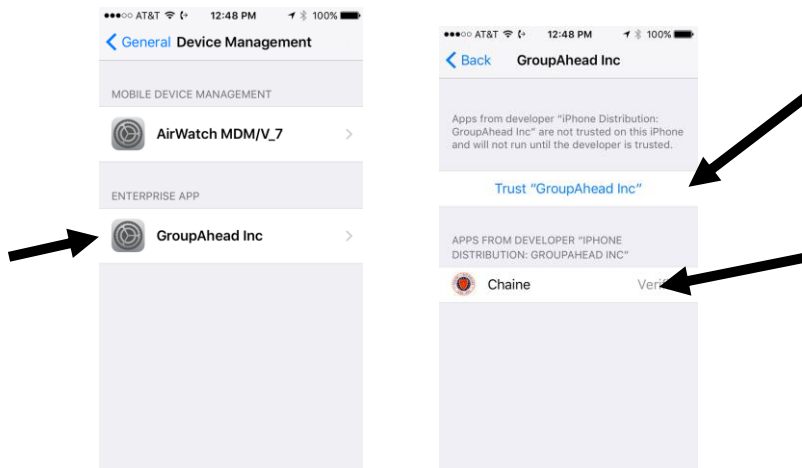 AT&T 12:48 PM 100%
General Device Management
MOBILE DEVICE MANAGEMENT
AirWatch MDM/V_7
ENTERPRISE APP
GroupAhead Inc
AT&T 12:48 PM 100%
Back GroupAhead Inc
Apps from developer “iPhone Distribution:
GroupAhead Inc” are not trusted on this iPhone
and will not run until the developer is trusted.
Trust “GroupAhead Inc”
APPS FROM DEVELOPER “IPHONE
DISTRIBUTION: GROUPAHEAD INC”
Chaine